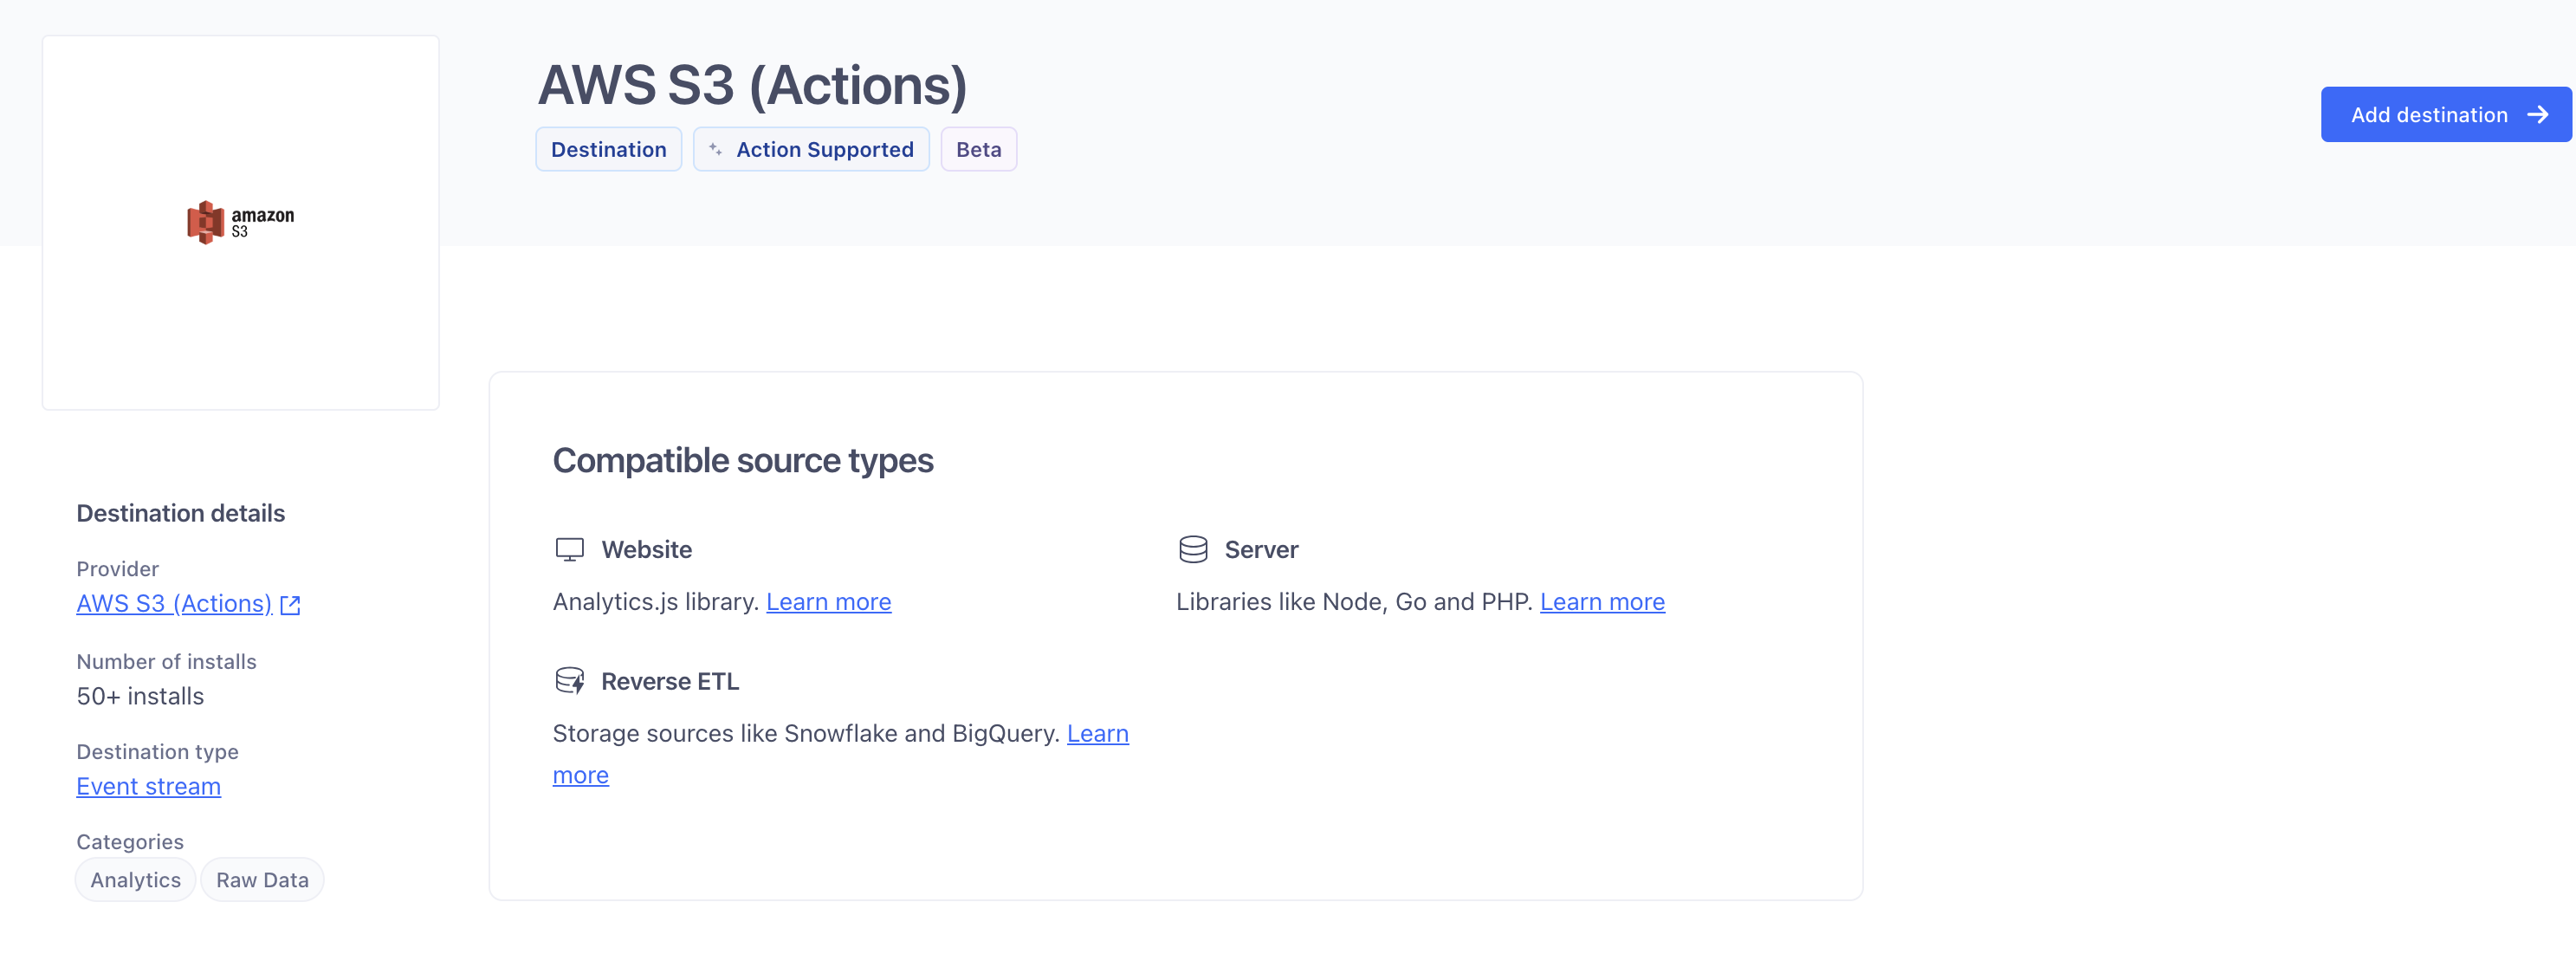 amazon
S3
AWS S3 (Actions)
Destination
Action Supported
Beta
Add destination
Destination details
Provider
AWS S3 (Actions)
Number of installs
50+ installs
Destination type
Event stream
Categories
Analytics
Raw Data
Compatible source types
Website
Analytics.js library. Learn more
Server
Libraries like Node, Go and PHP. Learn more
Reverse ETL
Storage sources like Snowflake and BigQuery. Learn
more